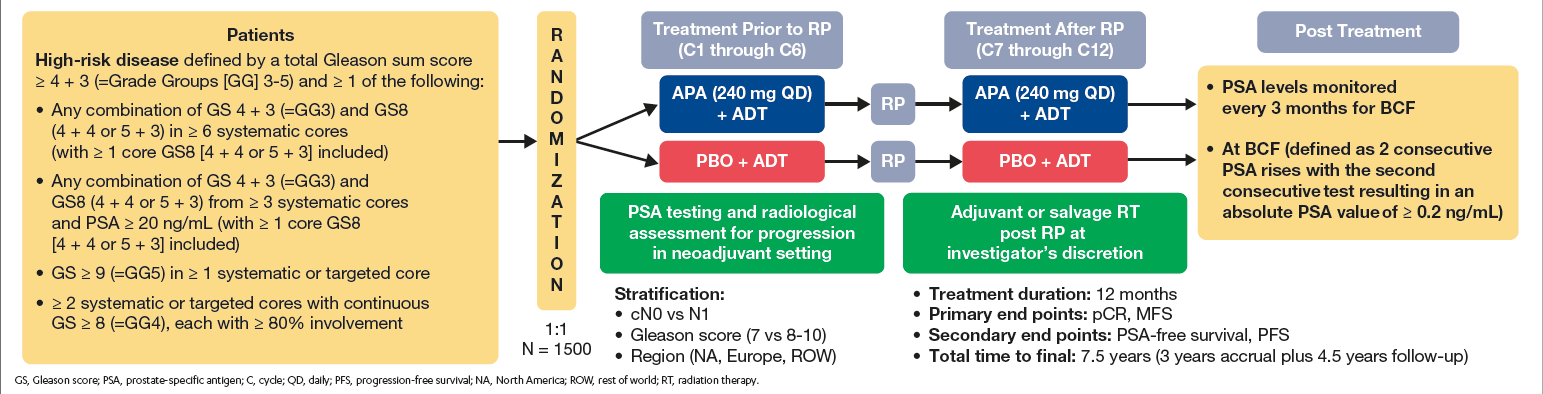 Patients
High-risk disease defined by a total Gleason sum score
≥ 4 + 3 (=Grade Groups [GG] 3-5) and ≥ 1 of the following:
• Any combination of GS 4 + 3 (=GG3) and GS8
(4 + 4 or 5 + 3) in ≥ 6 systematic cores
(with ≥ 1 core GS8 [4 + 4 or 5 + 3] included)
• Any combination of GS 4 + 3 (=GG3) and
GS8 (4 + 4 or 5 + 3) from ≥ 3 systematic cores
and PSA ≥ 20 ng/mL (with ≥ 1 core GS8
[4 + 4 or 5 + 3] included)
• GS ≥ 9 (=GG5) in ≥ 1 systematic or targeted core
• ≥ 2 systematic or targeted cores with continuous
GS ≥ 8 (=GG4), each with ≥ 80% involvement
RANDOMIZATION
1:1
N = 1500
Treatment Prior to RP
(C1 through C6)
APA (240 mg QD)
+ ADT
RP
PBO + ADT
RP
PSA testing and radiological
assessment for progression
in neoadjuvant setting
Stratification:
• cN0 vs N1
• Gleason score (7 vs 8-10)
• Region (NA, Europe, ROW)
Treatment After RP
(C7 through C12)
APA (240 mg QD)
+ ADT
PBO + ADT
Adjuvant or salvage RT
post RP at
investigator’s discretion
• Treatment duration: 12 months
• Primary end points: pCR, MFS
• Secondary end points: PSA-free survival, PFS
• Total time to final: 7.5 years (3 years accrual plus 4.5 years follow-up)
Post Treatment
• PSA levels monitored
every 3 months for BCF
• At BCF (defined as 2 consecutive
PSA rises with the second
consecutive test resulting in an
absolute PSA value of ≥ 0.2 ng/mL)
GS, Gleason score; PSA, prostate-specific antigen; C, cycle; QD, daily; PFS, progression-free survival; NA, North America; ROW, rest of world; RT, radiation therapy.